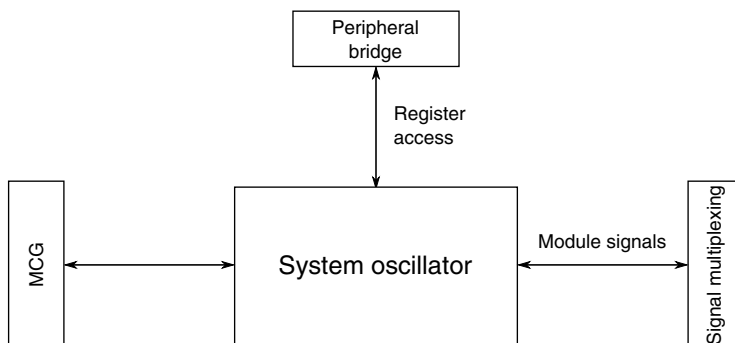 Peripheral
bridge
Register
access
MCG
System oscillator
Module signals
Signal multiplexing